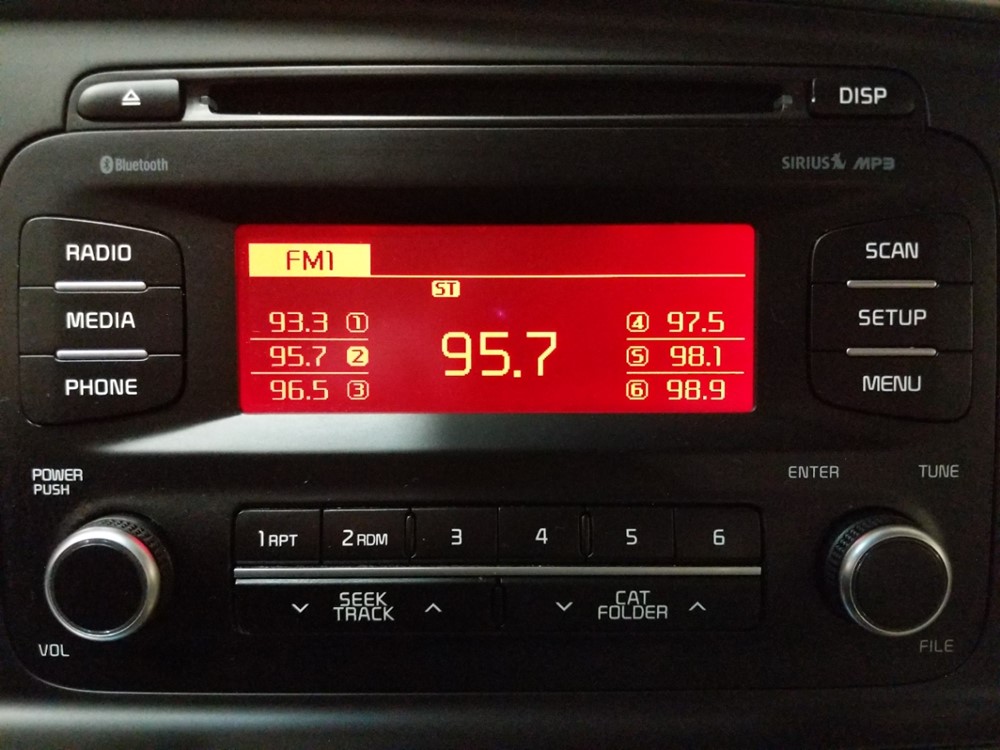 DISP
Bluetooth
SIRIUS MP3
RADIO
MEDIA
PHONE
FM1
ST
93.3 1
95.7 2
96.5 3
95.7
4 97.5
5 98.1
6 98.9
SCAN
SETUP
MENU
POWER
PUSH
VOL
1 RPT 2 RDM 3 4 5 6
SEEK
TRACK
CAT
FOLDER
ENTER
TUNE
FILE